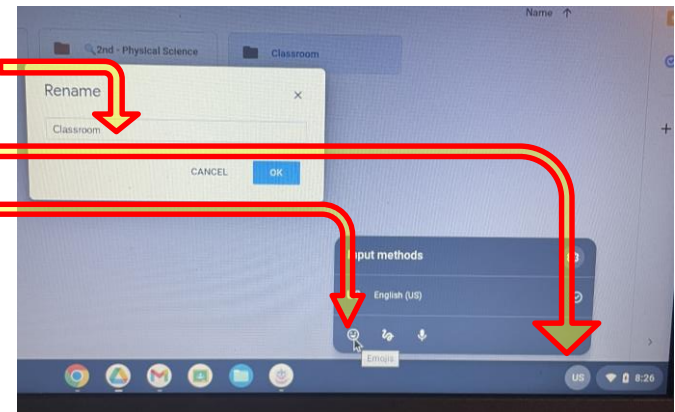 Name ↑
2nd - Physical Science
Classroom
Rename
Classroom
CANCEL
OK
Input methods
English (US)
Emojis
US
8:26